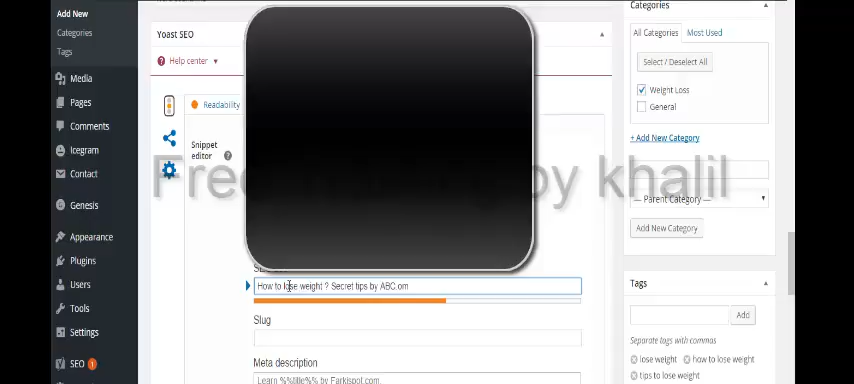 Add New
Categories
Tags
Media
Pages
Comments
Icegram
Contact
Genesis
Appearance
Plugins
Users
Tools
Settings
SEO 1
Yoast SEO
Help center
Readability
Snippet
editor
How to lose weight ? Secret tips by ABC.om
Slug
Meta description
Learn %%title%% by Farkispot.com.
Categories
All Categories Most Used
Select / Deselect All
Weight Loss
General
+ Add New Category
— Parent Category —
Add New Category
Tags
Add
Separate tags with commas
lose weight how to lose weight
tips to lose weight
by khalil